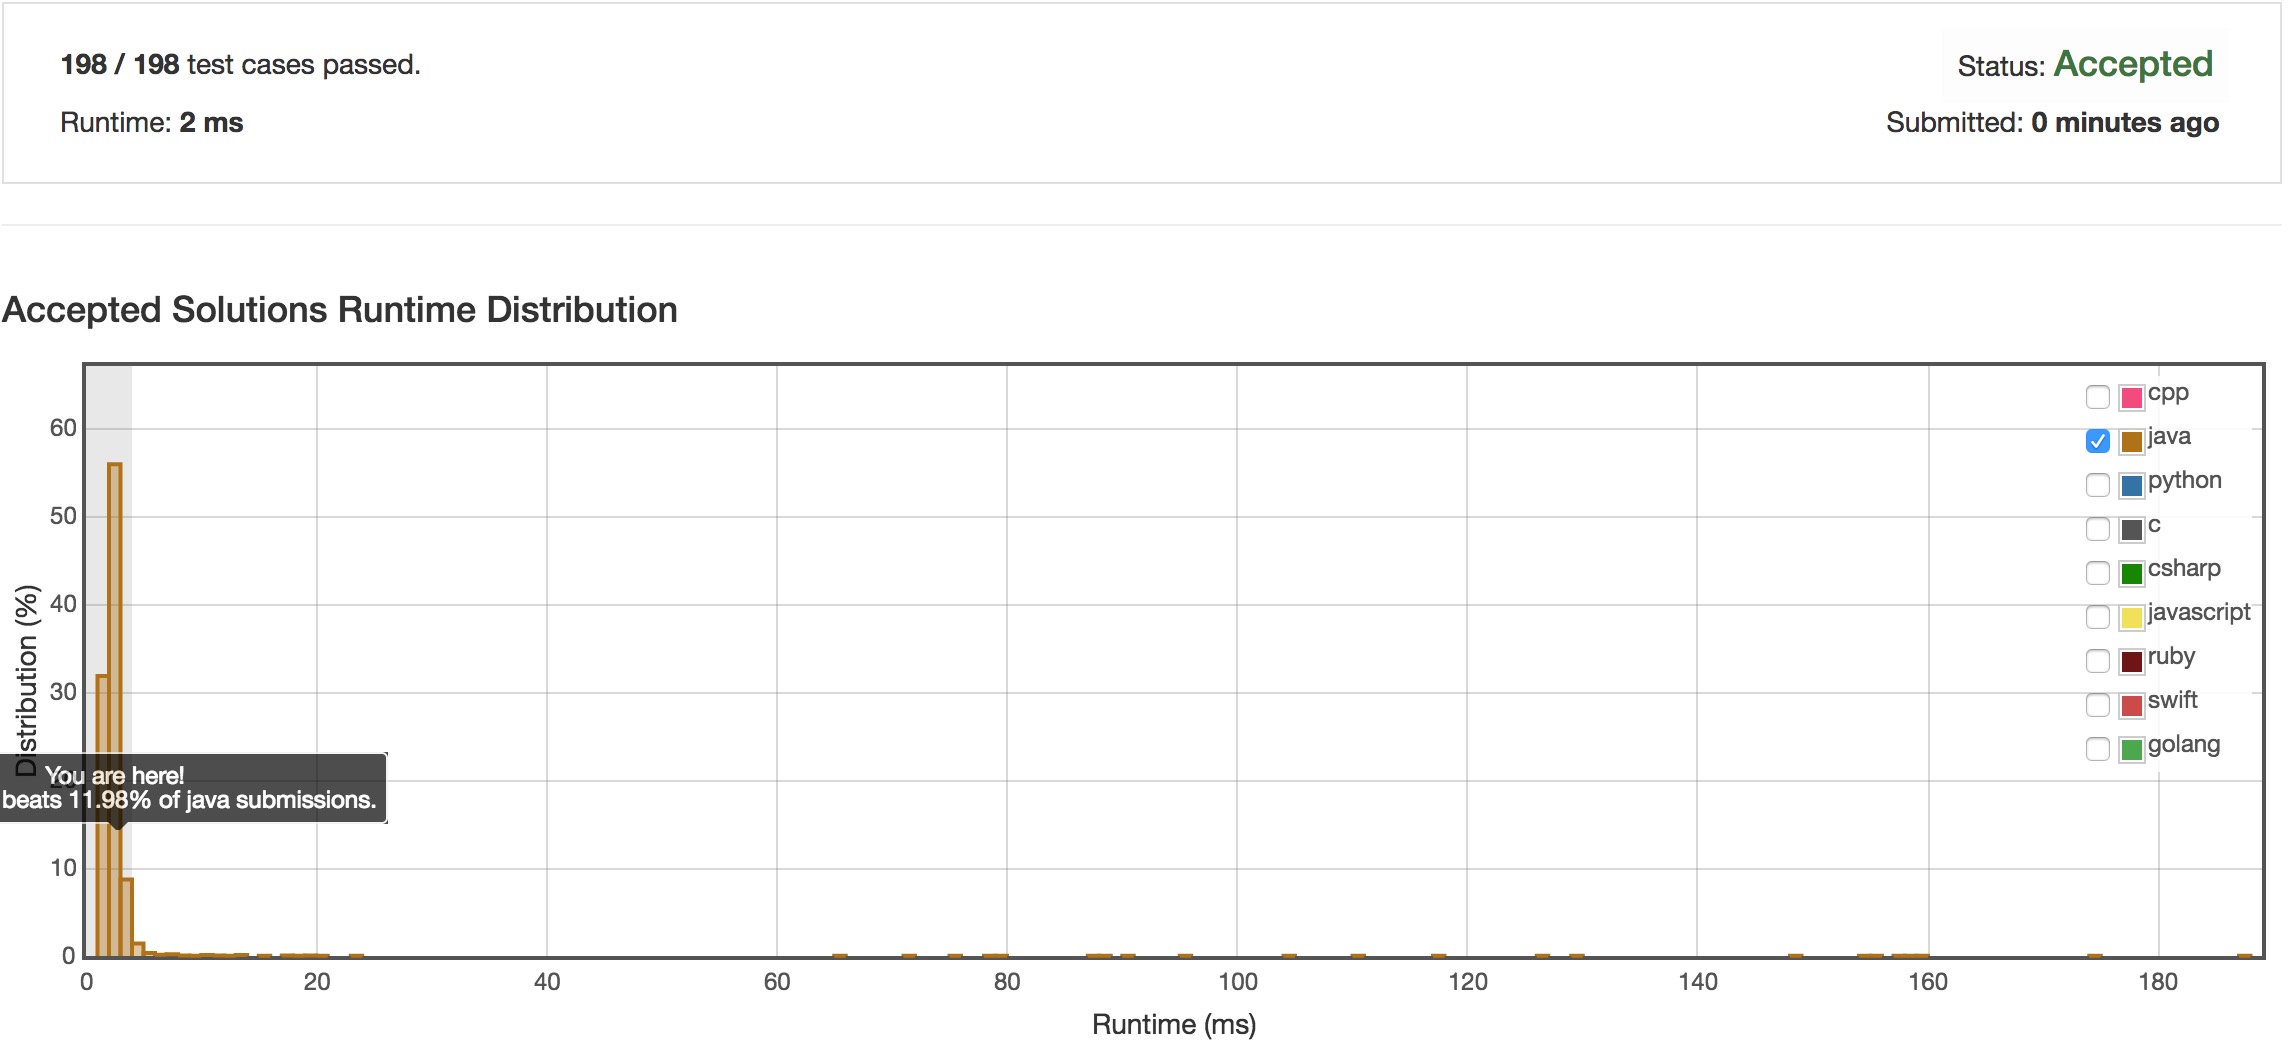 198 / 198 test cases passed.
Status: Accepted
Runtime: 2 ms
Submitted: 0 minutes ago
Accepted Solutions Runtime Distribution
Distribution (%)
60
50
40
30
10
0
You are here!
beats 11.98% of java submissions.
cpp
java
python
c
csharp
javascript
ruby
swift
golang
0 20 40 60 80 100 120 140 160 180
Runtime (ms)